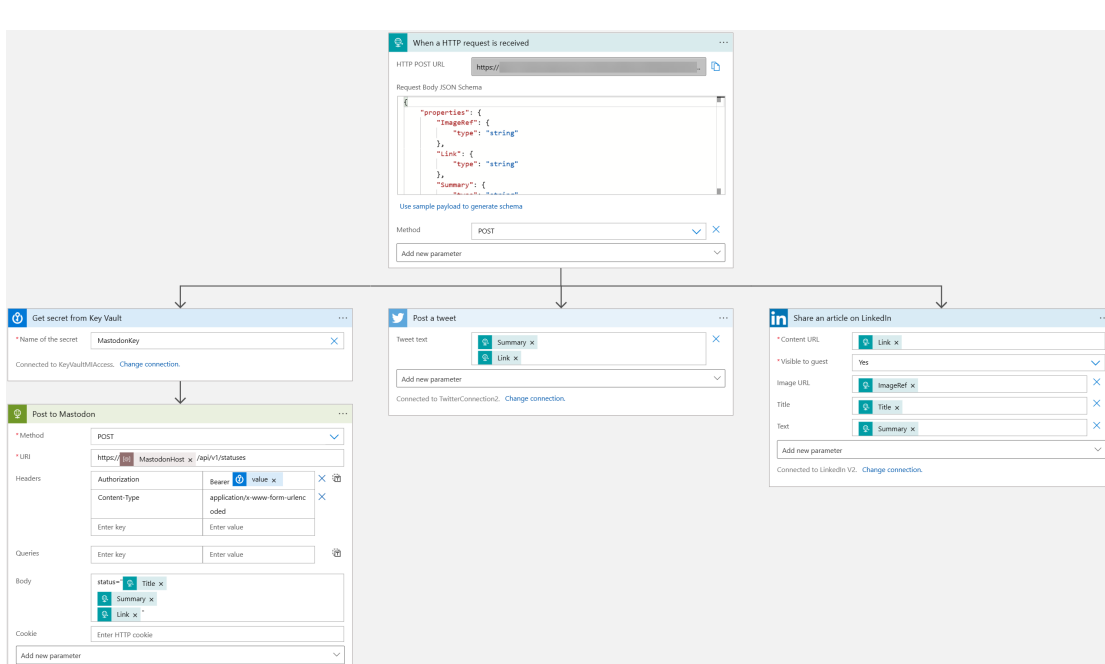 When a HTTP request is received
HTTP POST URL
https://
Request Body JSON Schema
{
"properties": {
"ImageRef": {
"type": "string"
},
"Link": {
"type": "string"
},
"Summary": {
"type": "string"
Use sample payload to generate schema
Method
POST
Add new parameter
Get secret from Key Vault
*Name of the secret
MastodonKey
Connected to KeyVaultMtAccess. Change connection.
Post to Mastodon
*Method
POST
*URI
https:// MastodonHost × /api/v1/statuses
Headers
Authorization
Bearer value ×
Content-Type
application/x-www-form-urlenc
oded
Enter key
Enter value
Queries
Enter key
Enter value
Body
status=" Title ×
Summary ×
Link × "
Cookie
Enter HTTP cookie
Add new parameter
Post a tweet
Tweet text
Summary ×
Link ×
Add new parameter
Connected to TwitterConnection2. Change connection.
Share an article on LinkedIn
*Content URL
Link ×
*Visible to guest
Yes
Image URL
ImageRef ×
Title
Title ×
Text
Summary ×
Add new parameter
Connected to LinkedIn V2. Change connection.